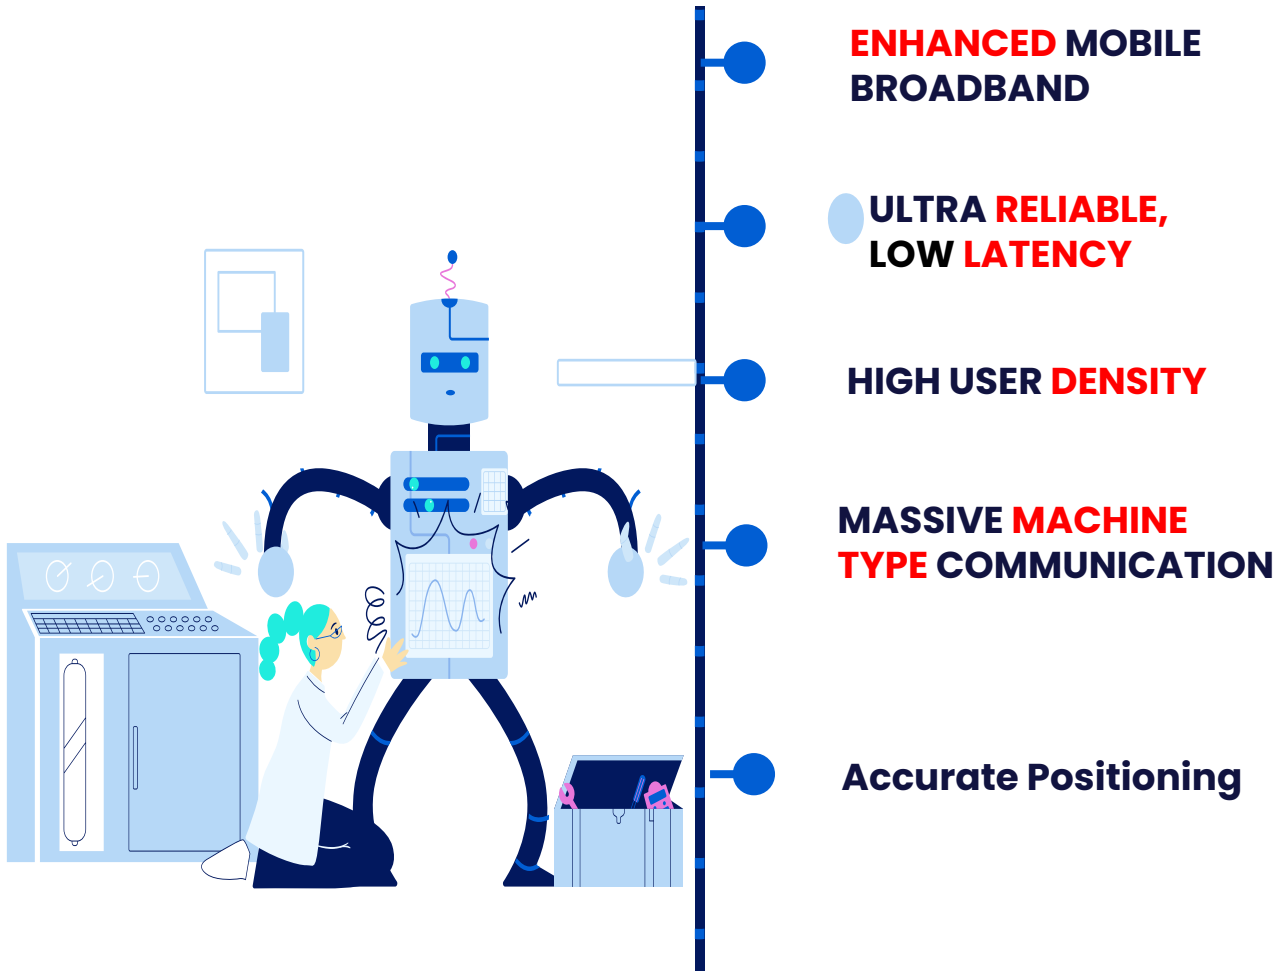 ENHANCED MOBILE
BROADBAND
ULTRA RELIABLE,
LOW LATENCY
HIGH USER DENSITY
MASSIVE MACHINE
TYPE COMMUNICATION
Accurate Positioning